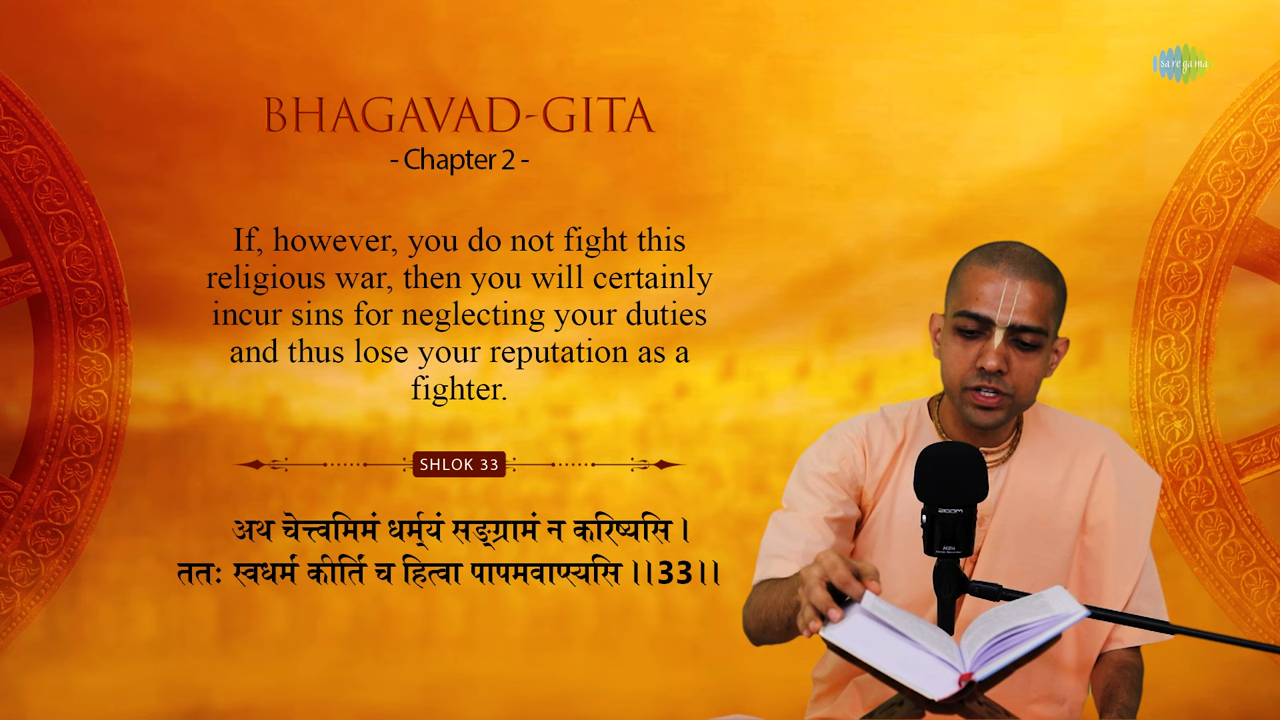 saregama
BHAGAVAD-GITA
- Chapter 2 -
If, however, you do not fight this
religious war, then you will certainly
incur sins for neglecting your duties
and thus lose your reputation as a
fighter.
SHLOK 33
अथ चेत्त्वमिमं धर्म्यं सङ्ग्रामं न करिष्यसि ।
ततः स्वधर्मं कीर्तिं च हित्वा पापमवाप्स्यसि ।।33।।
zoom